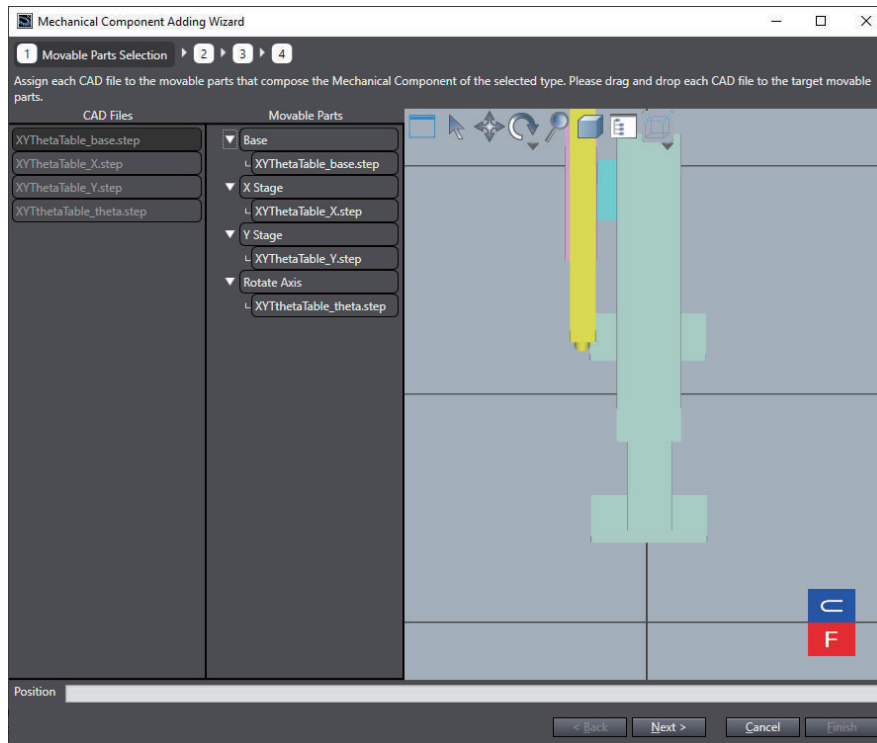 Mechanical Component Adding Wizard
1 Movable Parts Selection 2 3 4
Assign each CAD file to the movable parts that compose the Mechanical Component of the selected type. Please drag and drop each CAD file to the target movable
parts.
CAD Files
XYThetaTable_base.step
XYThetaTable_X.step
XYThetaTable_Y.step
XYTthetaTable_theta.step
Movable Parts
Base
XYThetaTable_base.step
X Stage
XYThetaTable_X.step
Y Stage
XYThetaTable_Y.step
Rotate Axis
XYTthetaTable_theta.step
F
Position
< Back Next > Cancel Finish